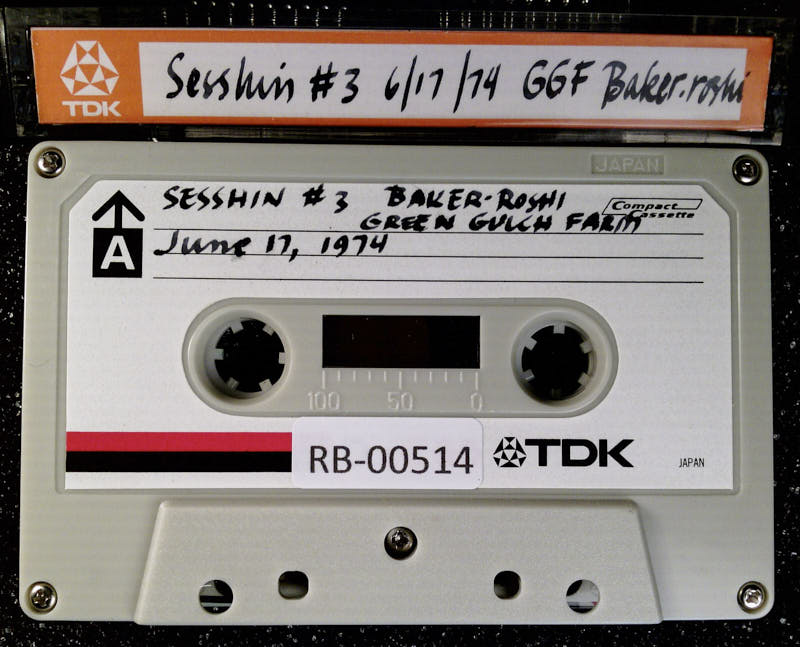 TDK
Sesshin #3 6/17/74 GGF Baker-roshi
JAPAN
SESSHIN #3 BAKER-ROSHI
Compact Cassette
GREEN GULCH FARM
A
June 17, 1974
100 50 0
RB-00514
TDK
JAPAN